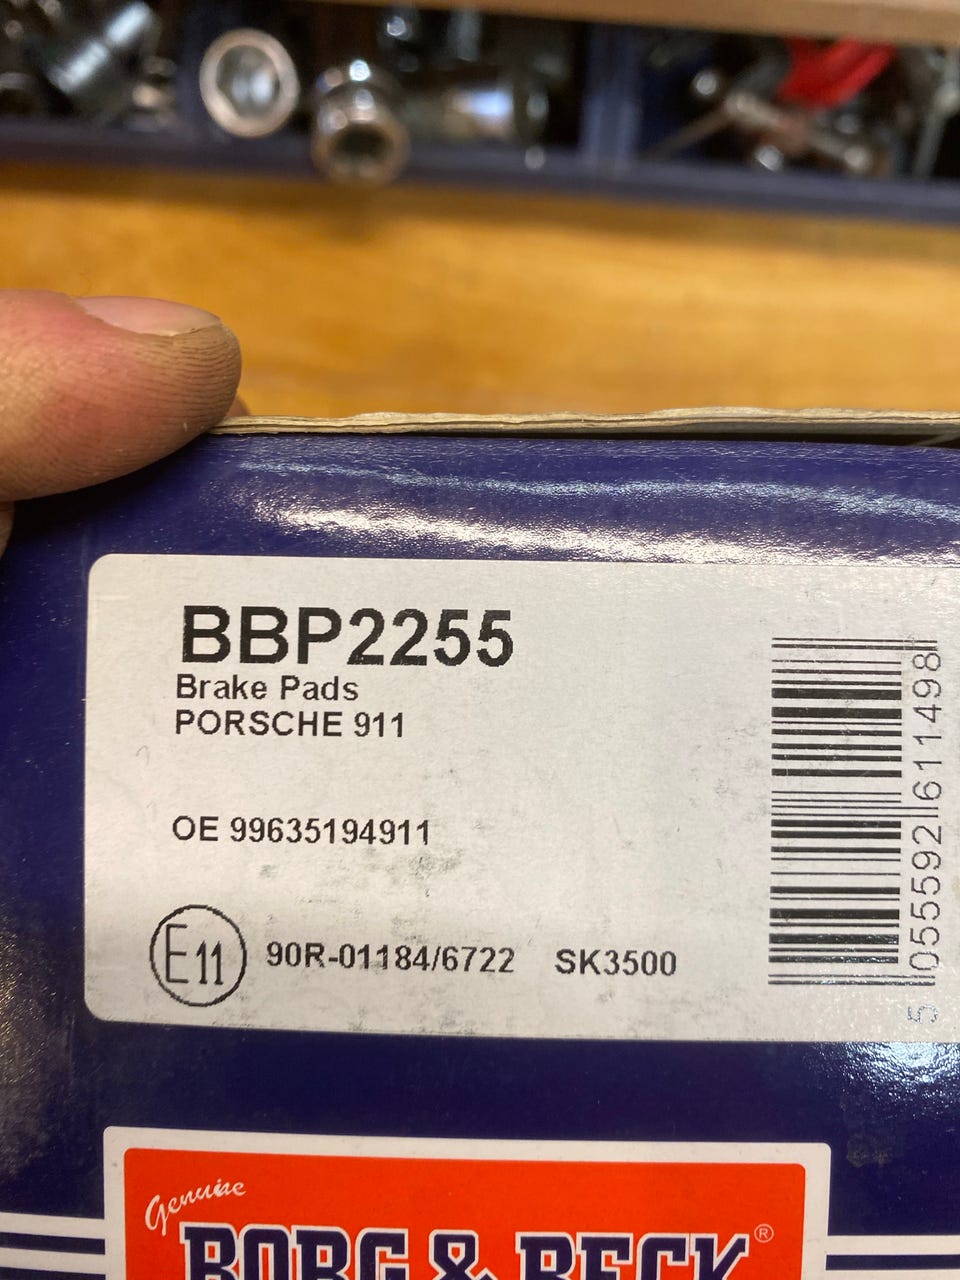 BBP2255
Brake Pads
PORSCHE 911
OE 99635194911
E11 90R-01184/6722 SK3500
5 055592 611498
Genuine
BORG & BECK ®